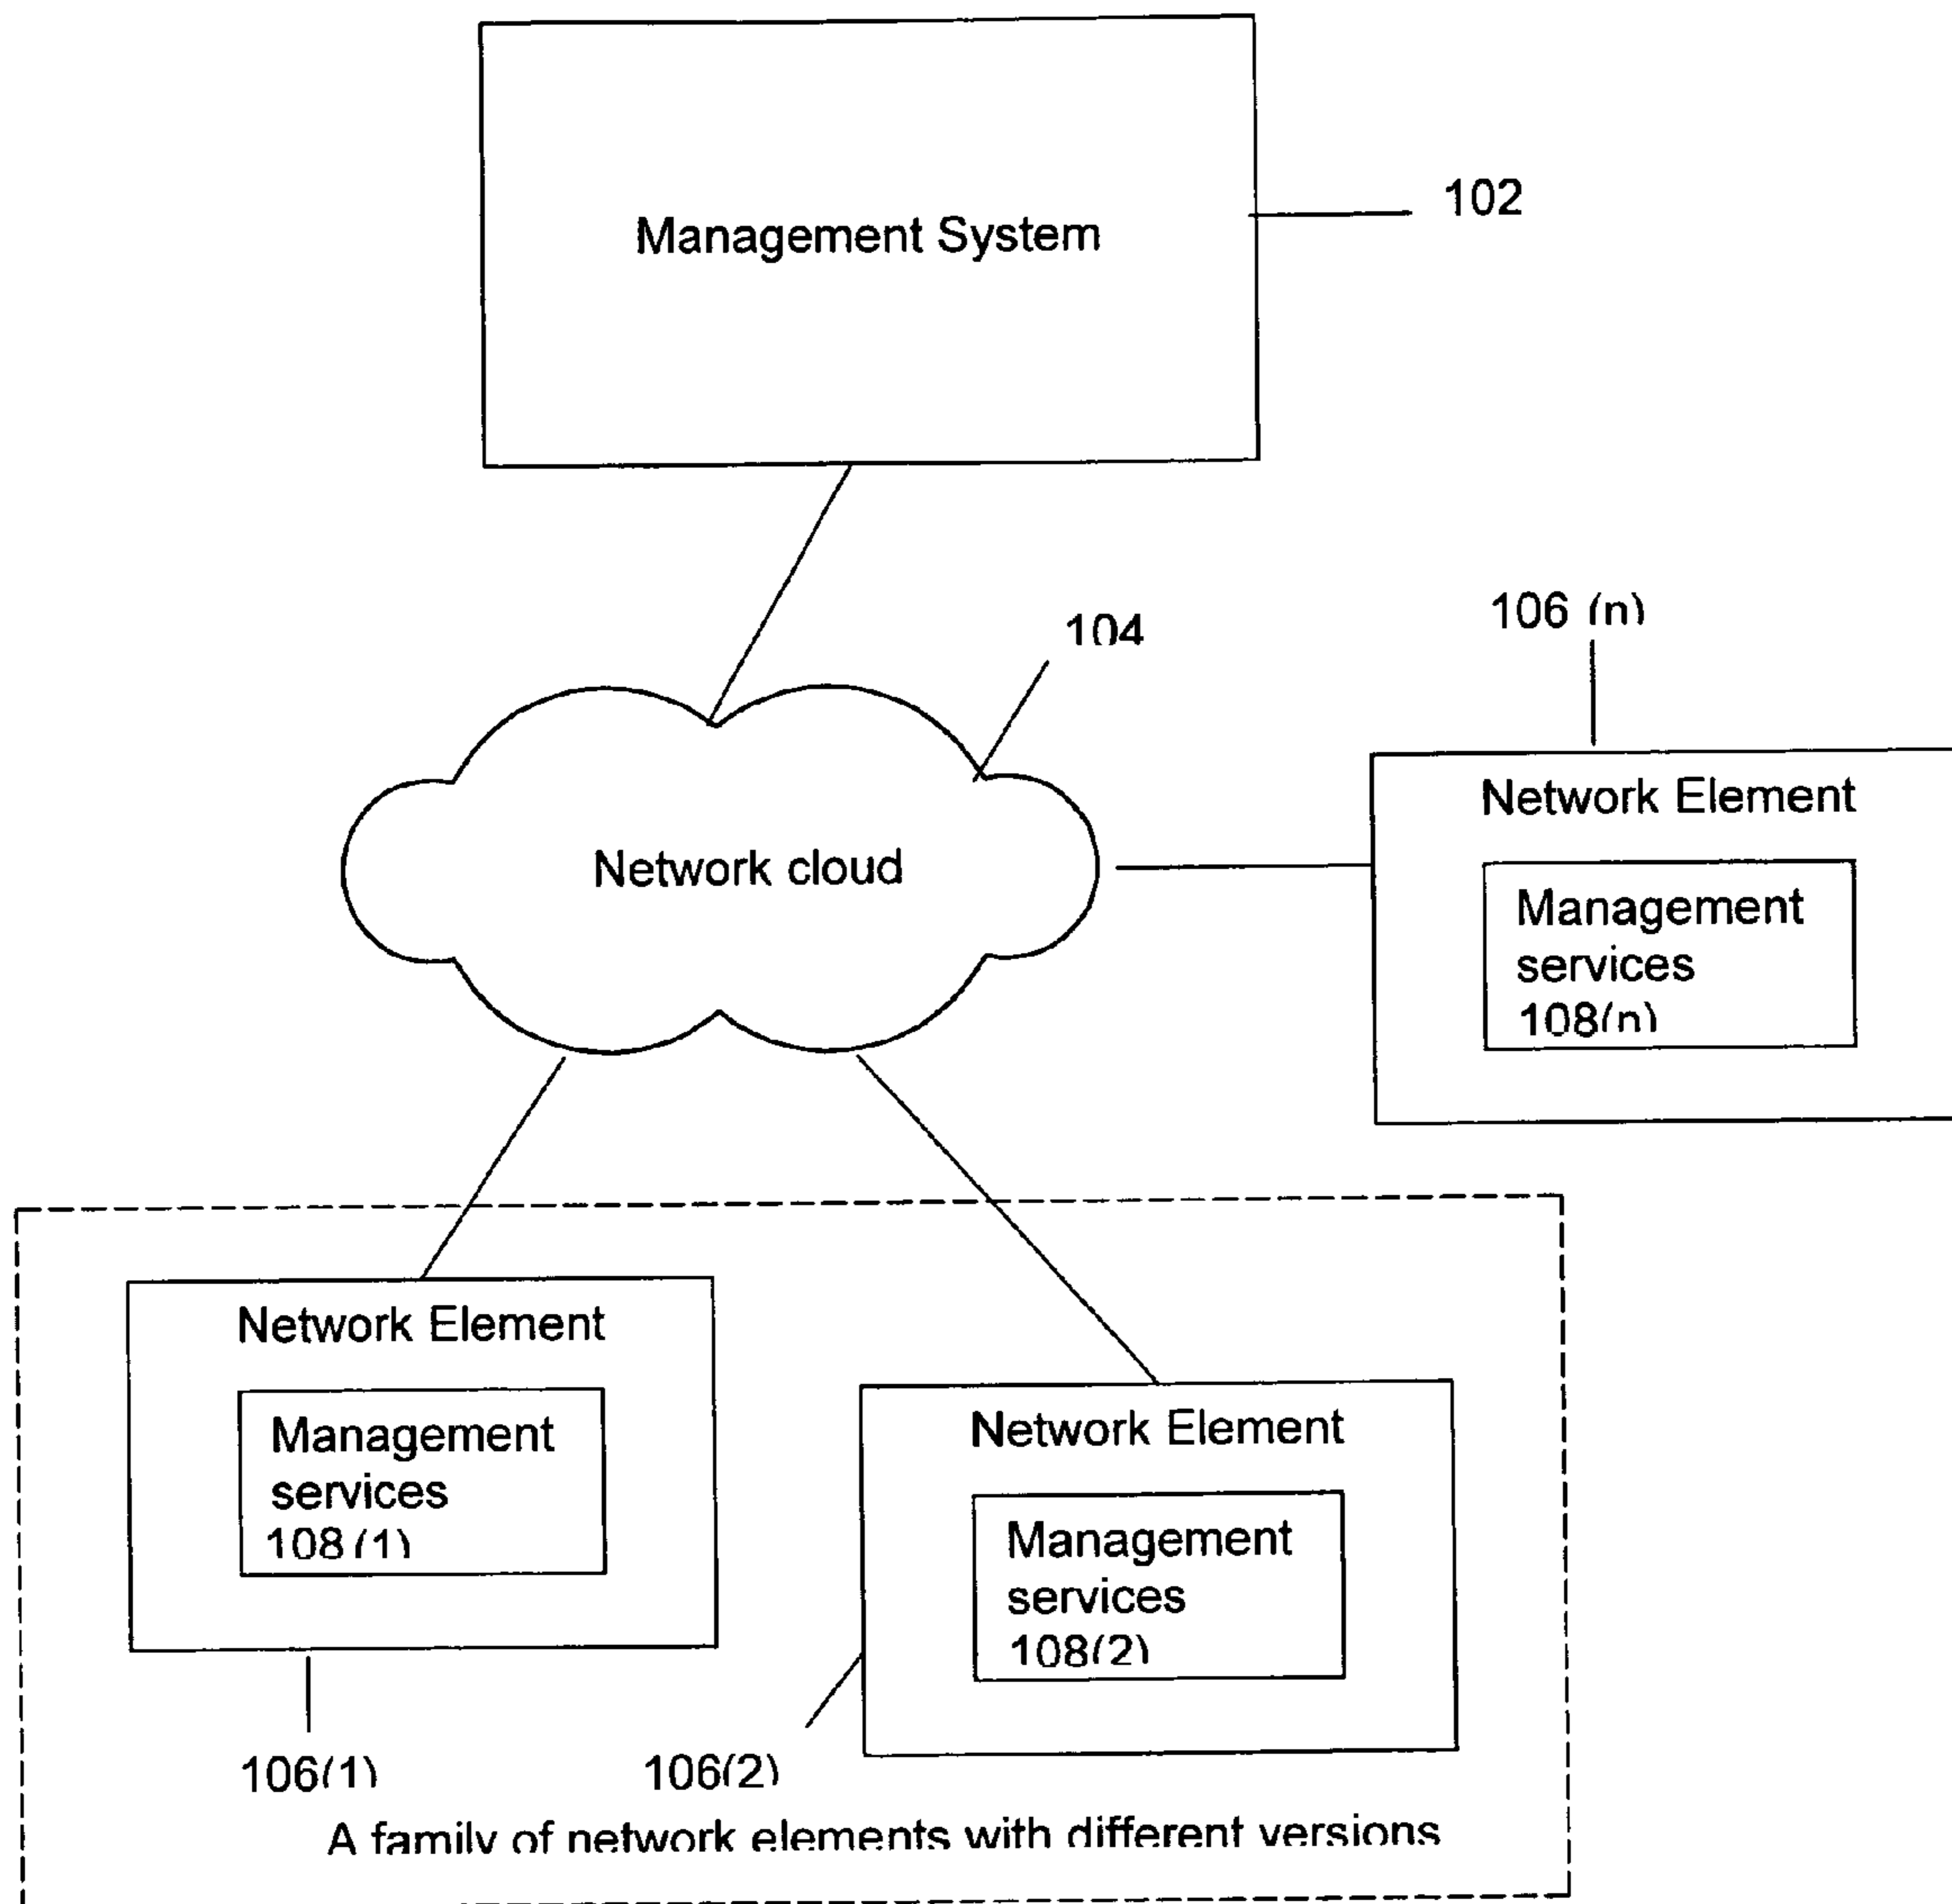 Management System
102
104
106 (n)
Network Element
Network cloud
Management
services
108(n)
Network Element
Management
services
108(1)
Network Element
Management
services
108(2)
106(1)
106(2)
A family of network elements with different versions